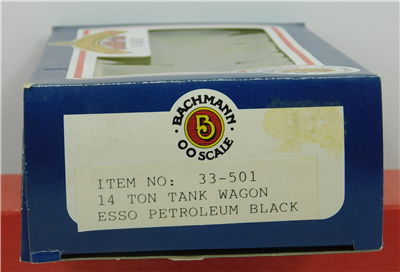 BACHMANN
B
OO SCALE
ITEM NO: 33-501
14 TON TANK WAGON
ESSO PETROLEUM BLACK